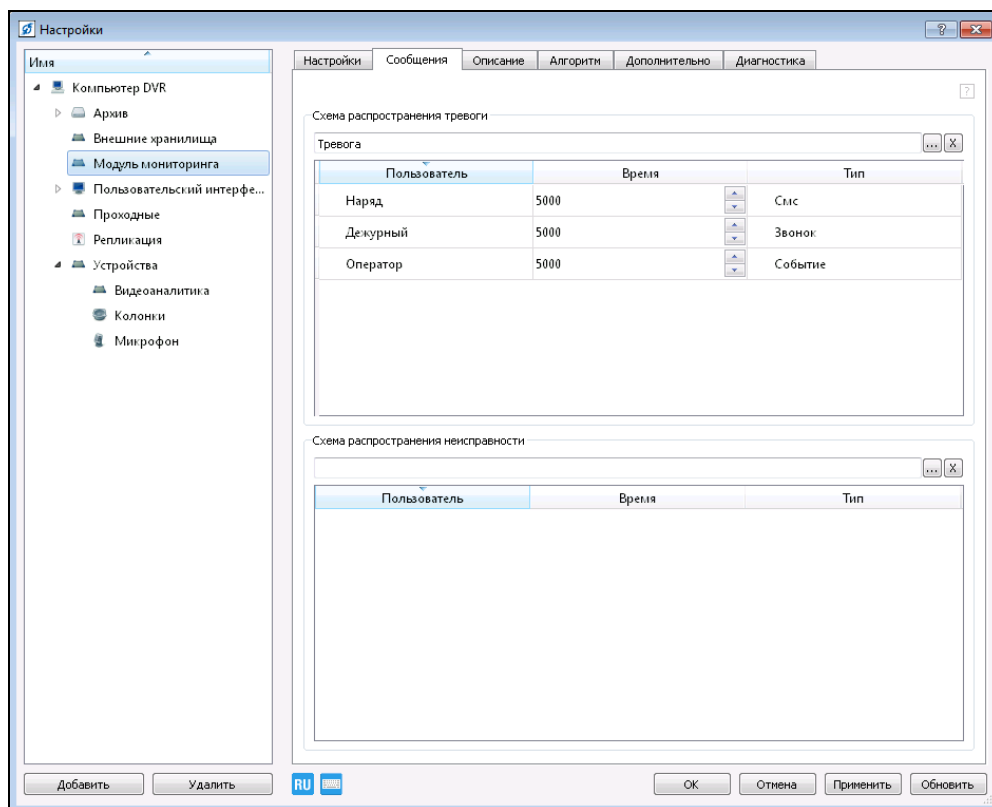 Настройки
Имя
Компьютер DVR
Архив
Внешние хранилища
Модуль мониторинга
Пользовательский интерфе...
Проходные
Репликация
Устройства
Видеоаналитика
Колонки
Микрофон
Добавить Удалить
Настройки Сообщения Описание Алгоритм Дополнительно Диагностика
?
Схема распространения тревоги
Тревога ... X
Пользователь Время Тип
Наряд 5000 Смс
Дежурный 5000 Звонок
Оператор 5000 Событие
Схема распространения неисправности
... X
Пользователь Время Тип
RU
OK Отмена Применить Обновить